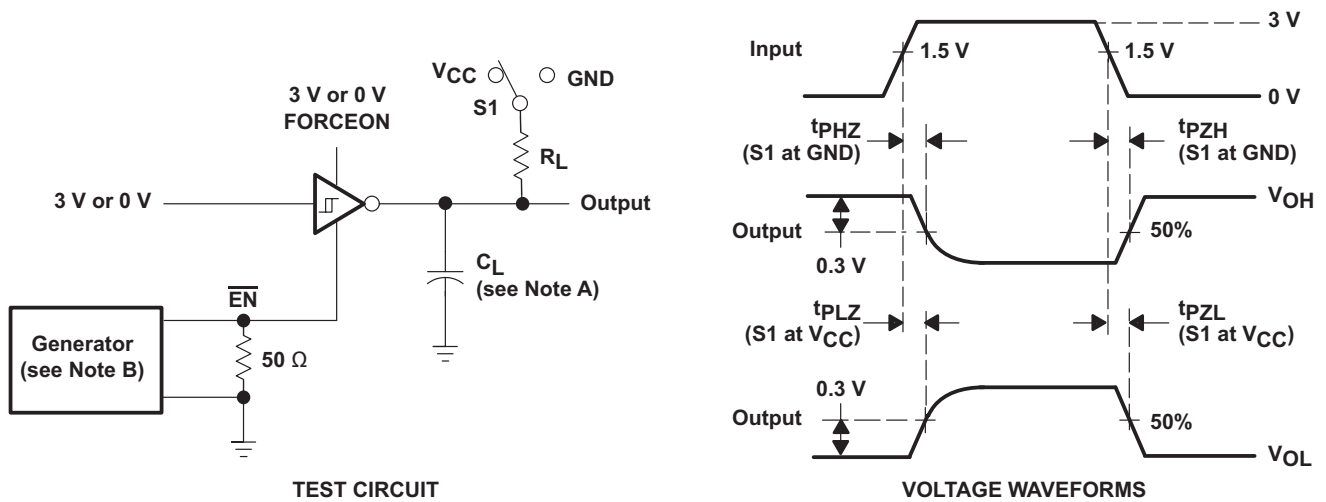 3 V or 0 V
FORCEON
VCC
GND
S1
RL
3 V or 0 V
Output
CL
(see Note A)
EN
Generator
(see Note B)
50 Ω
TEST CIRCUIT
Input
3 V
1.5 V
1.5 V
0 V
tPHZ
(S1 at GND)
tPZH
(S1 at GND)
VOH
Output
50%
0.3 V
tPLZ
(S1 at VCC)
tPZL
(S1 at VCC)
0.3 V
Output
50%
VOL
VOLTAGE WAVEFORMS